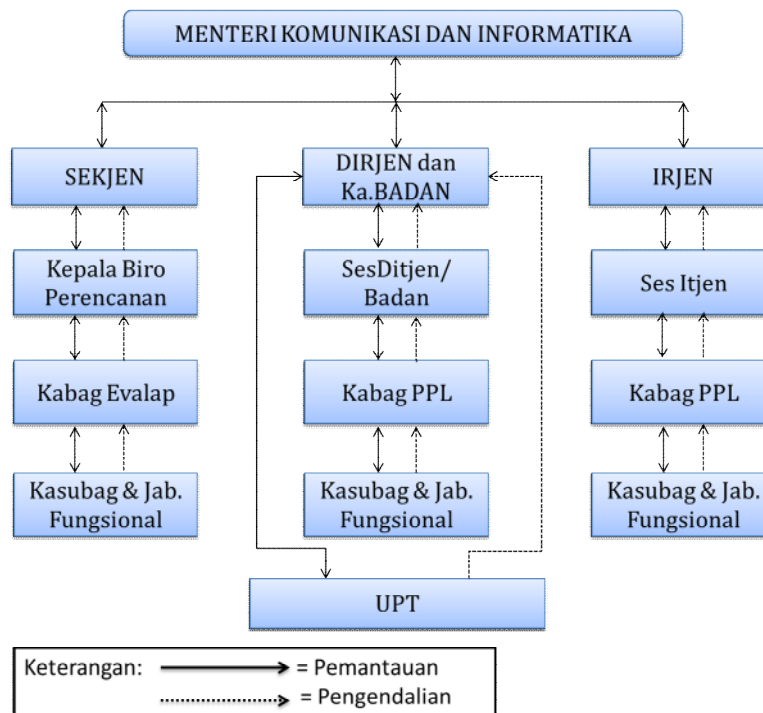 MENTERI KOMUNIKASI DAN INFORMATIKA
SEKJEN
DIRJEN dan
Ka.BADAN
IRJEN
Kepala Biro
Perencanan
SesDitjen/
Badan
Ses Itjen
Kabag Evalap
Kabag PPL
Kabag PPL
Kasubag & Jab.
Fungsional
Kasubag & Jab.
Fungsional
Kasubag & Jab.
Fungsional
UPT
Keterangan: = Pemantauan
= Pengendalian